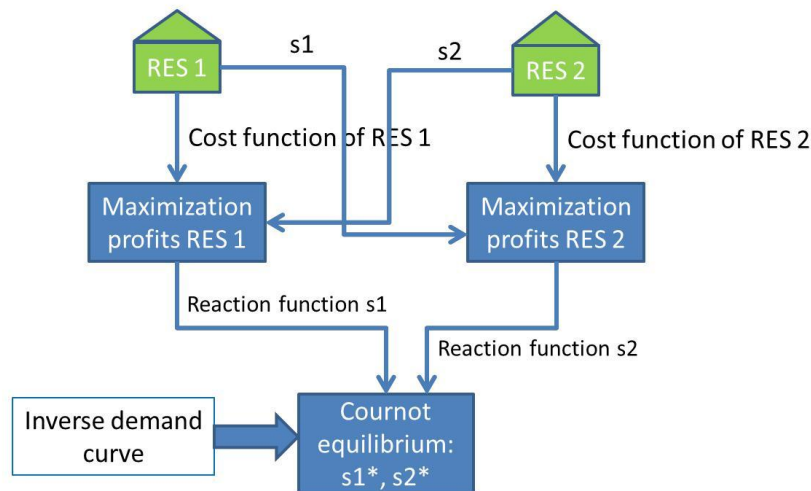 s1
s2
RES 1
RES 2
Cost function of RES 1
Cost function of RES 2
Maximization
profits RES 1
Maximization
profits RES 2
Reaction function s1
Reaction function s2
Inverse demand
curve
Cournot
equilibrium:
s1*, s2*